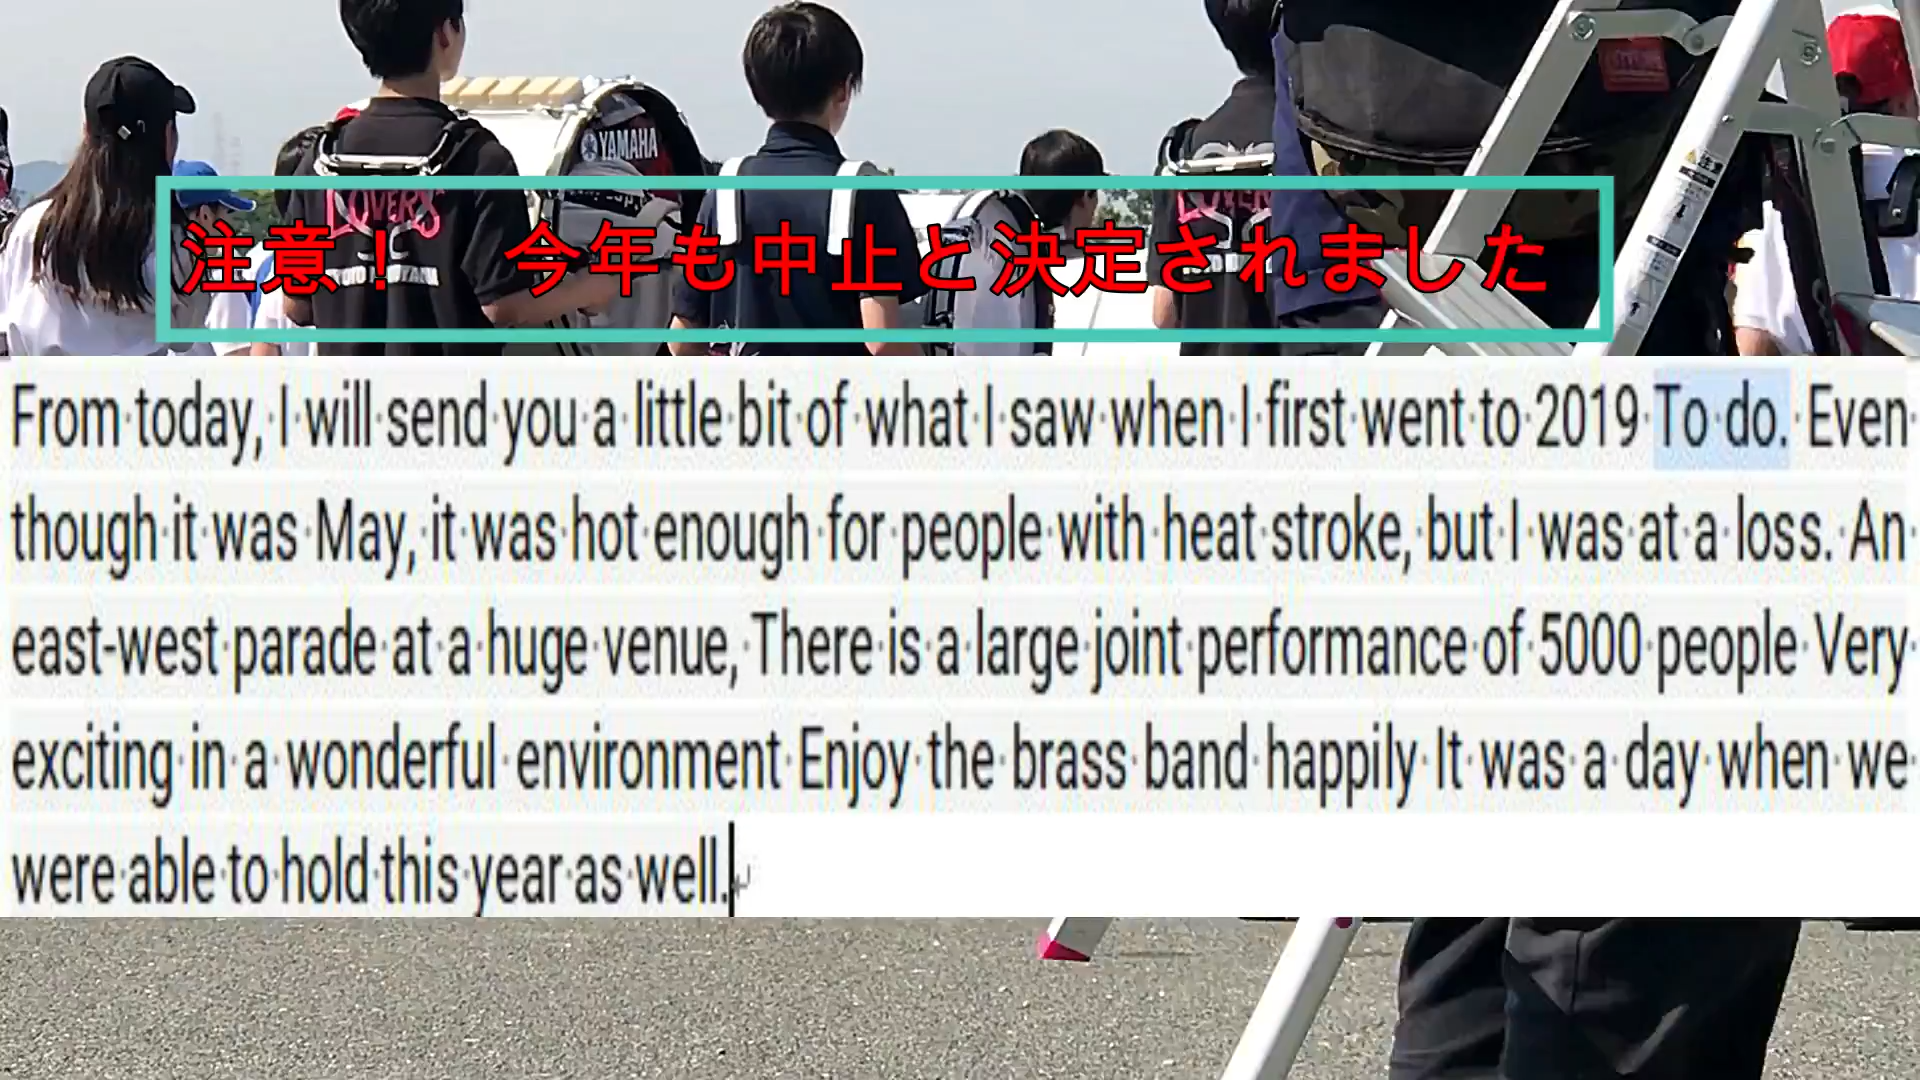 YAMAHA
LOVERS
注意！　今年も中止と決定されました
From today, I will send you a little bit of what I saw when I first went to 2019 To do. Even
though it was May, it was hot enough for people with heat stroke, but I was at a loss. An
east-west parade at a huge venue, There is a large joint performance of 5000 people Very
exciting in a wonderful environment Enjoy the brass band happily It was a day when we
were able to hold this year as well.